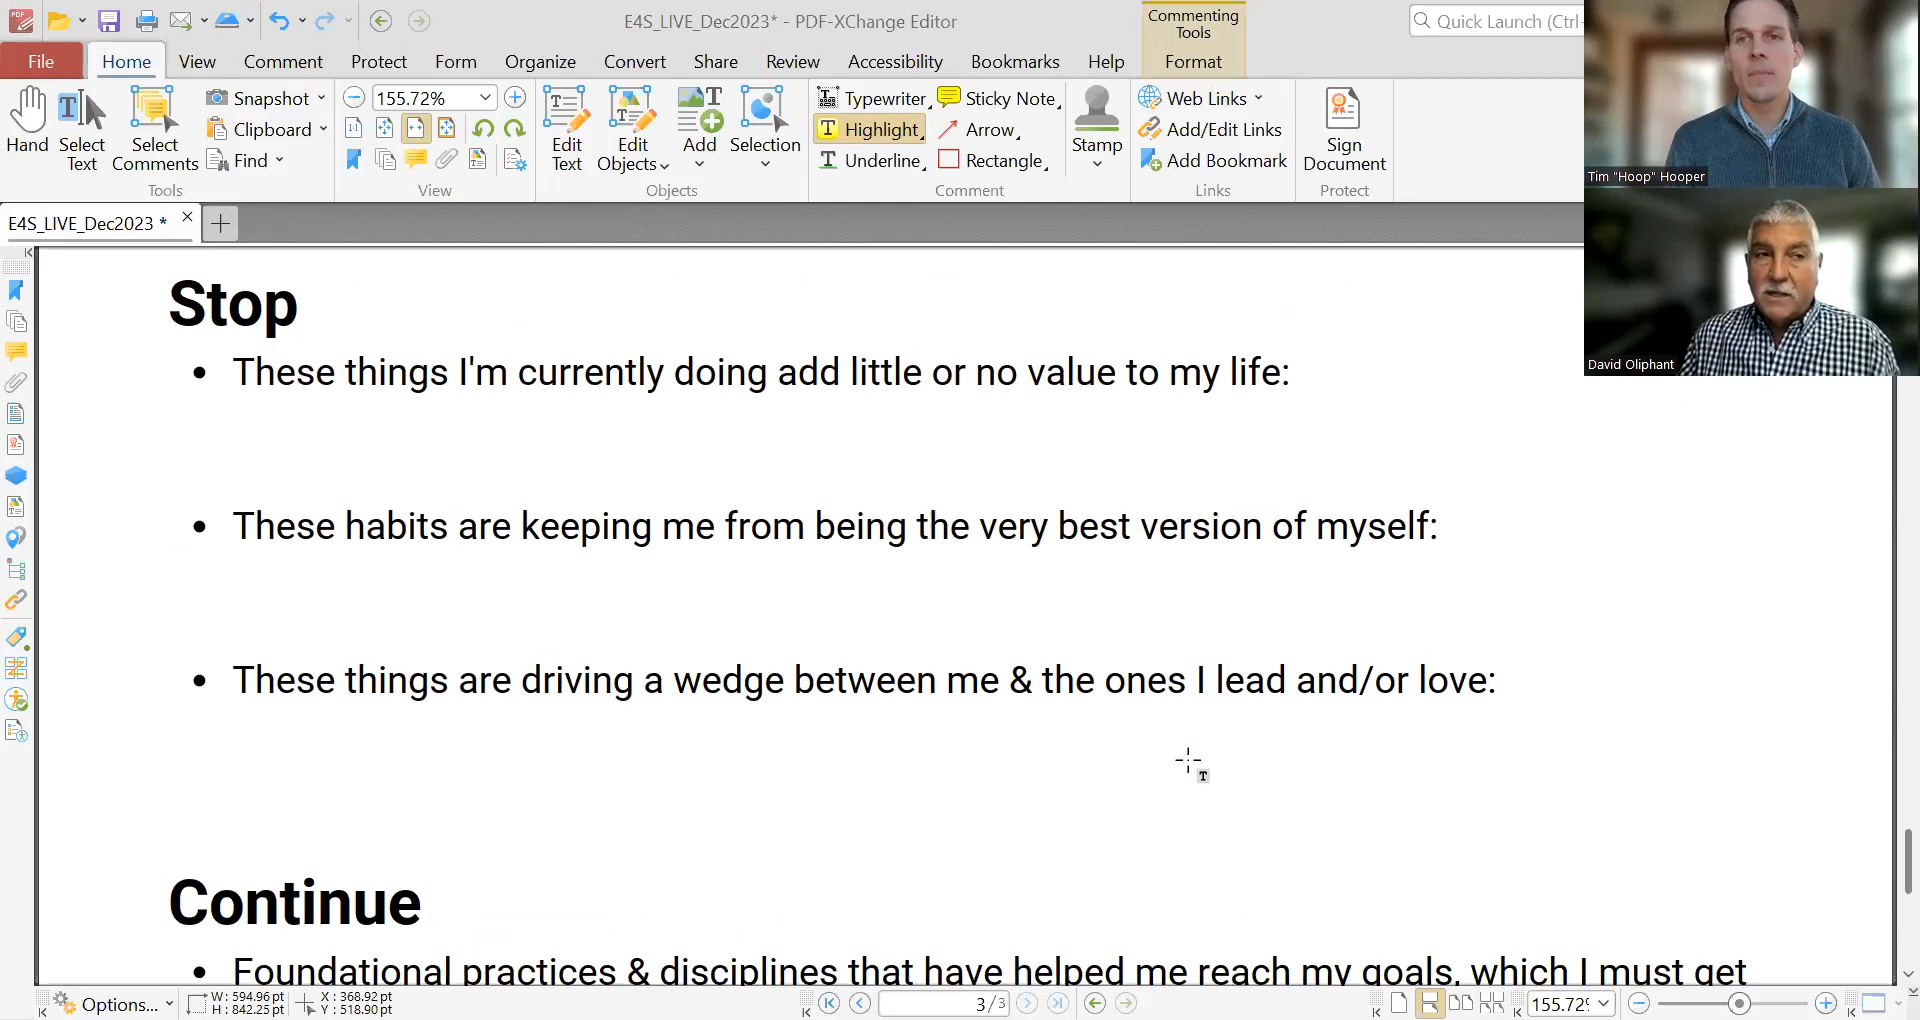 E4S_LIVE_Dec2023* - PDF-XChange Editor
Commenting
Tools
Quick Launch (Ctrl-
File Home View Comment Protect Form Organize Convert Share Review Accessibility Bookmarks Help Format
Hand
Select
Text
Select
Comments
Snapshot
Clipboard
Find
Tools
155.72%
View
Edit
Text
Edit
Objects
Add
Selection
Objects
Typewriter
Highlight
Underline
Sticky Note
Arrow
Rectangle
Comment
Stamp
Web Links
Add/Edit Links
Add Bookmark
Links
Sign
Document
Protect
Tim "Hoop" Hooper
David Oliphant
E4S_LIVE_Dec2023 *
Stop
• These things I'm currently doing add little or no value to my life:
• These habits are keeping me from being the very best version of myself:
• These things are driving a wedge between me & the ones I lead and/or love:
Continue
• Foundational practices & disciplines that have helped me reach my goals, which I must get
Options...
W: 594.96pt
H: 842.25pt
X: 368.92 pt
Y: 518.90 pt
3/3
155.72%